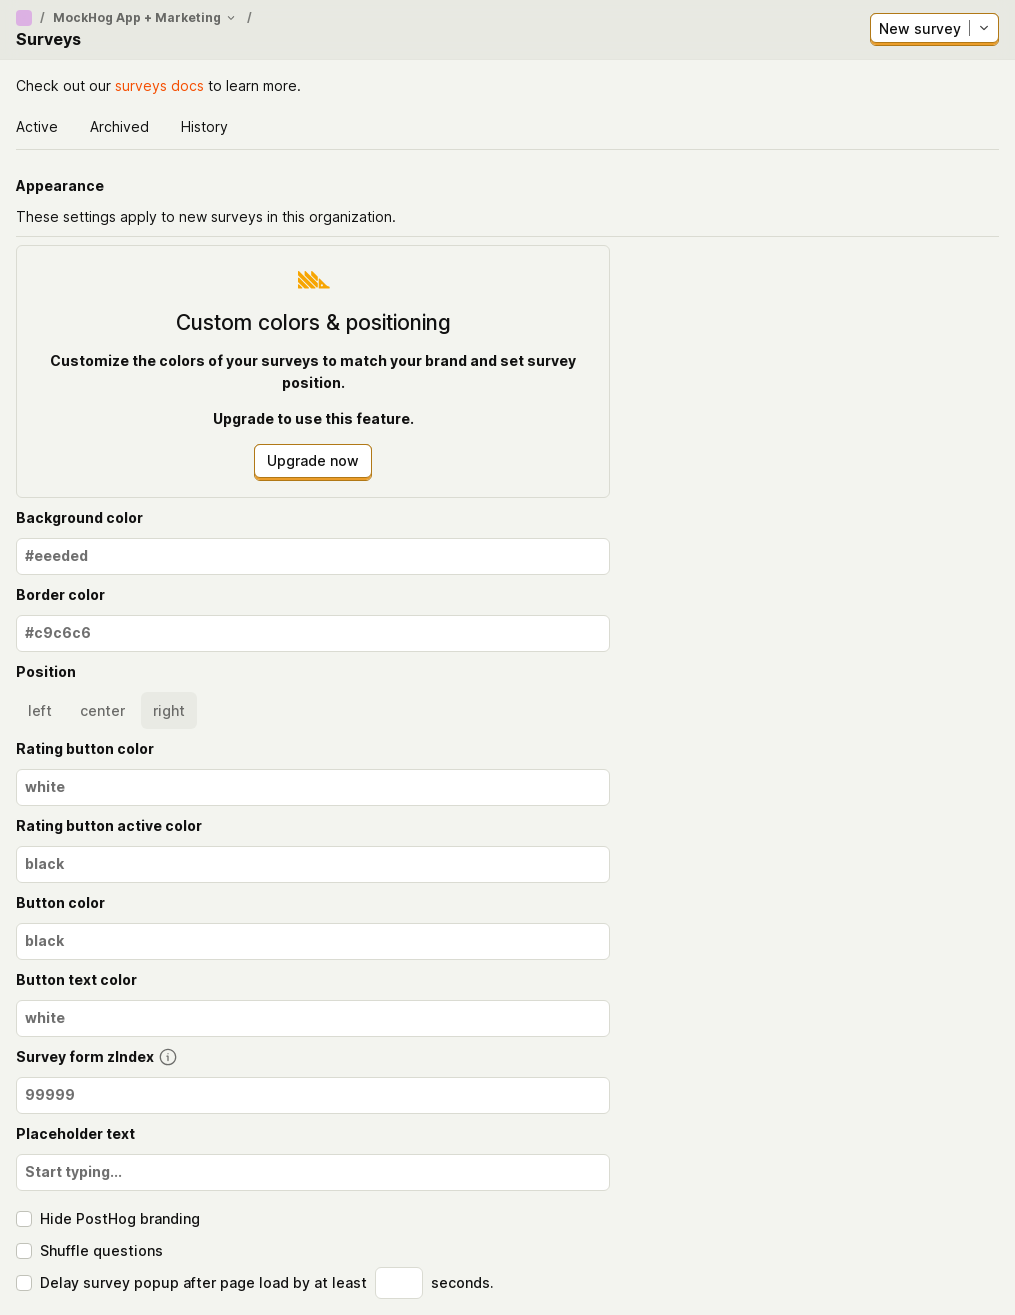 / MockHog App + Marketing /
Surveys
New survey
Check out our surveys docs to learn more.
Active Archived History
Appearance
These settings apply to new surveys in this organization.
Custom colors & positioning
Customize the colors of your surveys to match your brand and set survey
position.
Upgrade to use this feature.
Upgrade now
Background color
#eeeded
Border color
#c9c6c6
Position
left center right
Rating button color
white
Rating button active color
black
Button color
black
Button text color
white
Survey form zIndex
99999
Placeholder text
Start typing...
Hide PostHog branding
Shuffle questions
Delay survey popup after page load by at least seconds.